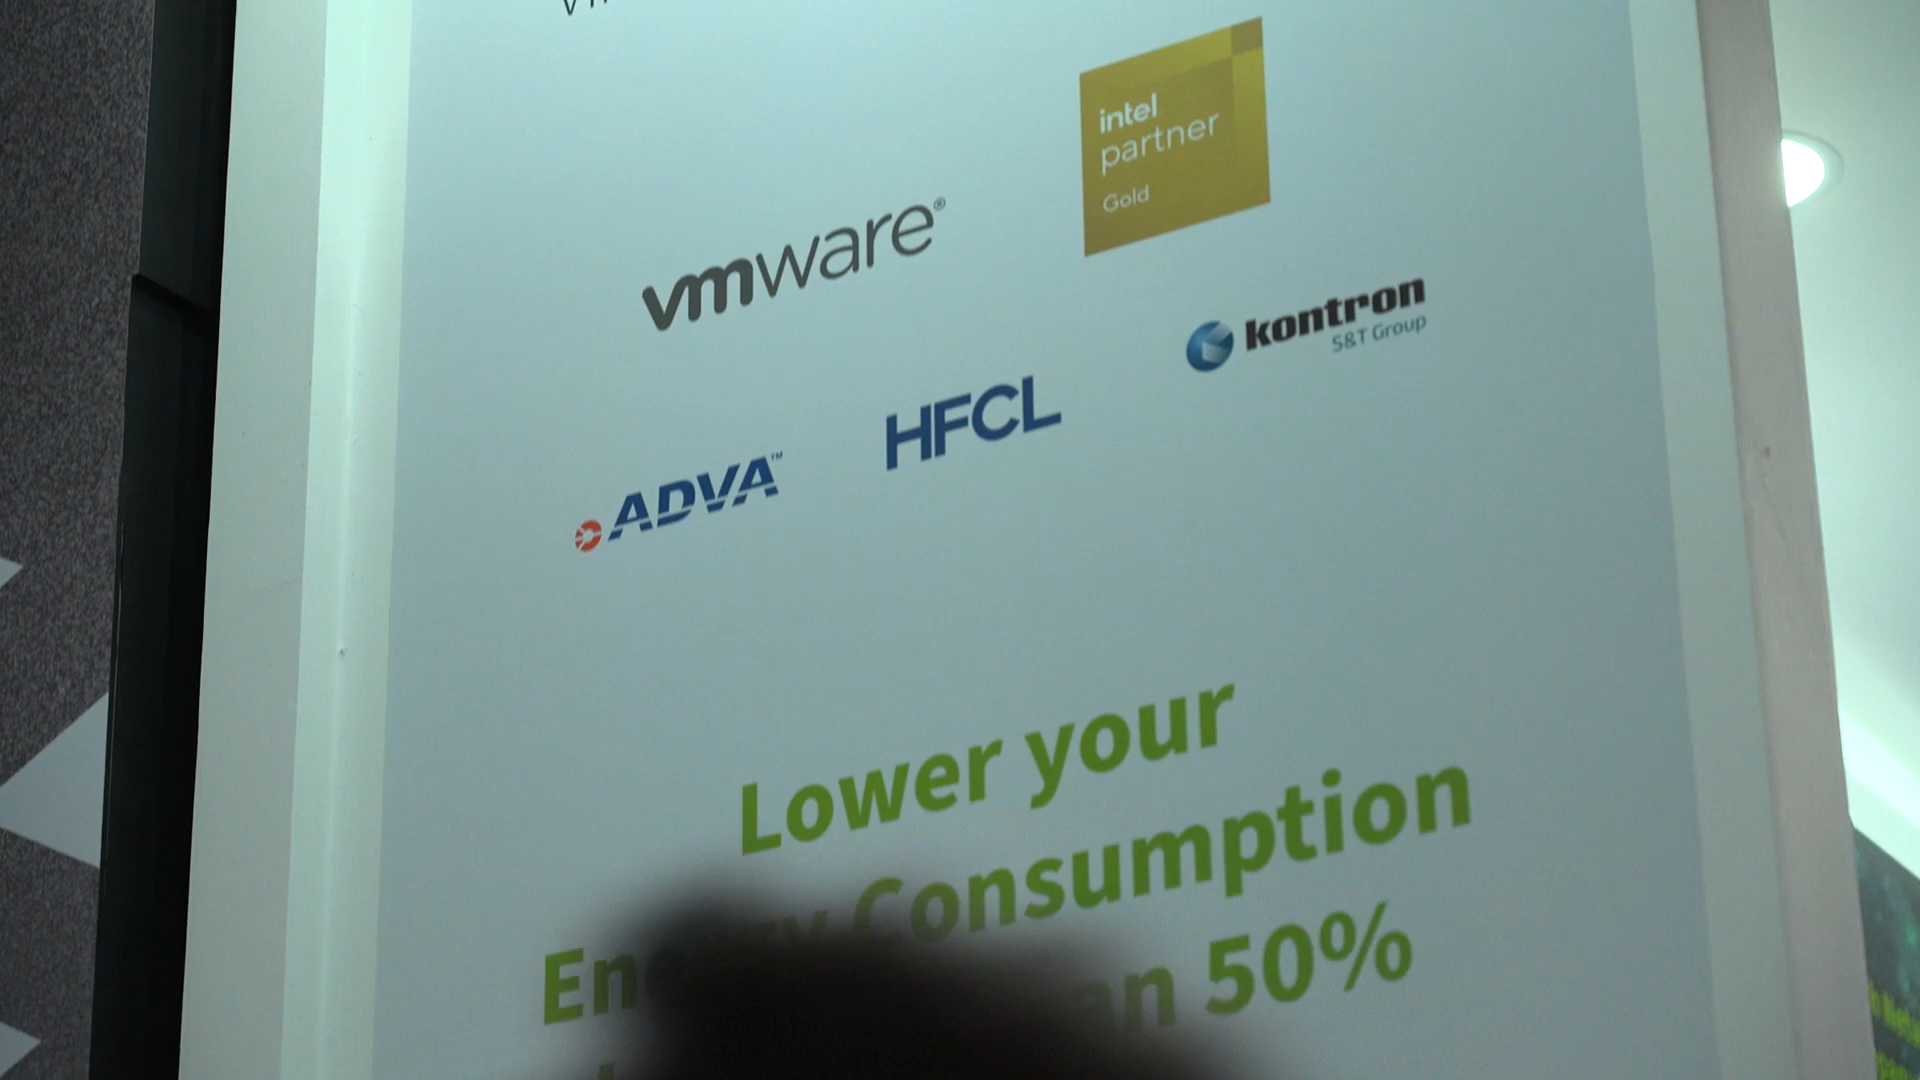 intel
partner
Gold
vmware®
kontron
S&T Group
HFCL
ADVA™
Lower your
Consumption
50%